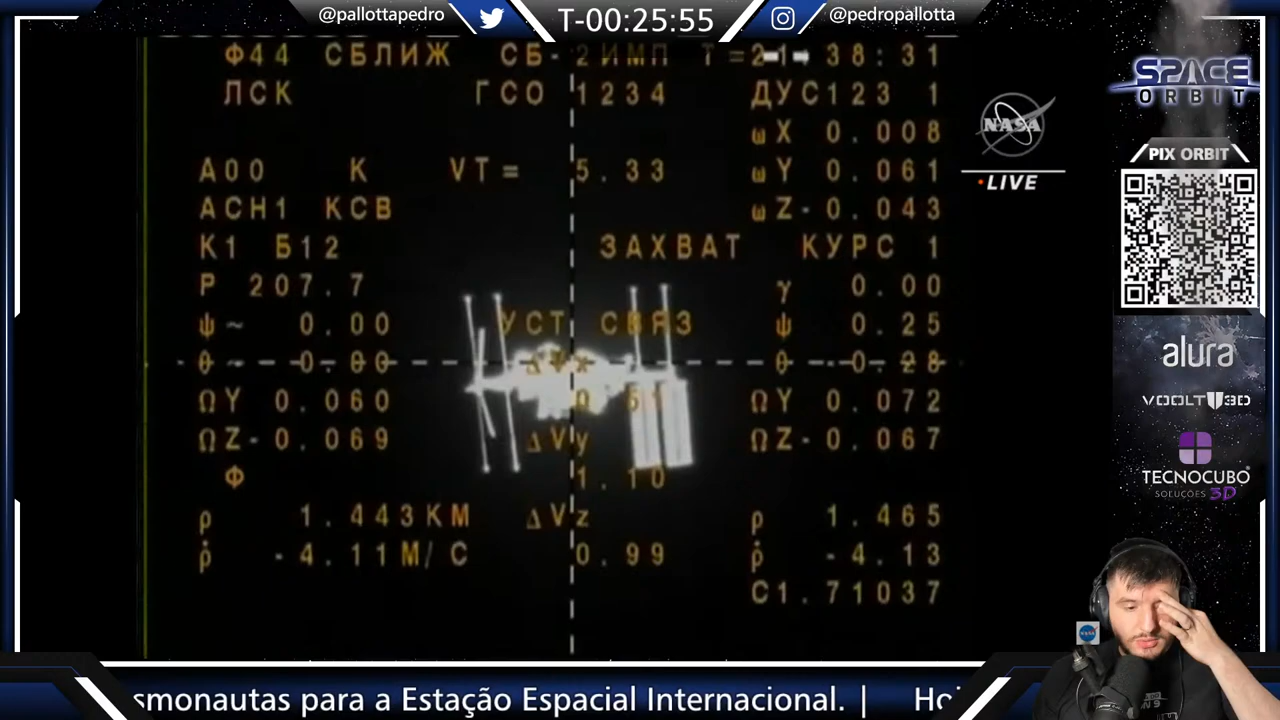 @pallottapedro
T-00:25:55
@pedropallotta
Ф44 СБЛИЖ СБ-2ИМП Т=21 38:31
ЛСК ГСО 1234 ДУС123 1
ωX 0.008
А00 К VT= 5.33 ωY 0.061
АСН1 КСВ ωZ-0.043
К1 Б12 ЗАХВАТ КУРС 1
Р 207.7 γ 0.00
ψ~ 0.00 УСТ СВЯЗ ψ 0.25
θ~ 0.00 ΔVx θ -0.28
ΩY 0.060 ΩY 0.072
ΩZ-0.069 ΔVy ΩZ-0.067
Ф 1.10
ρ 1.443КМ ΔVz ρ 1.465
ρ̇ -4.11М/С 0.99 ρ̇ -4.13
С1.71037
NASA
LIVE
SPACE
ORBIT
PIX ORBIT
alura
VOOLT3D
TECNOCUBO
SOLUÇÕES 3D
smonautas para a Estação Espacial Internacional. |